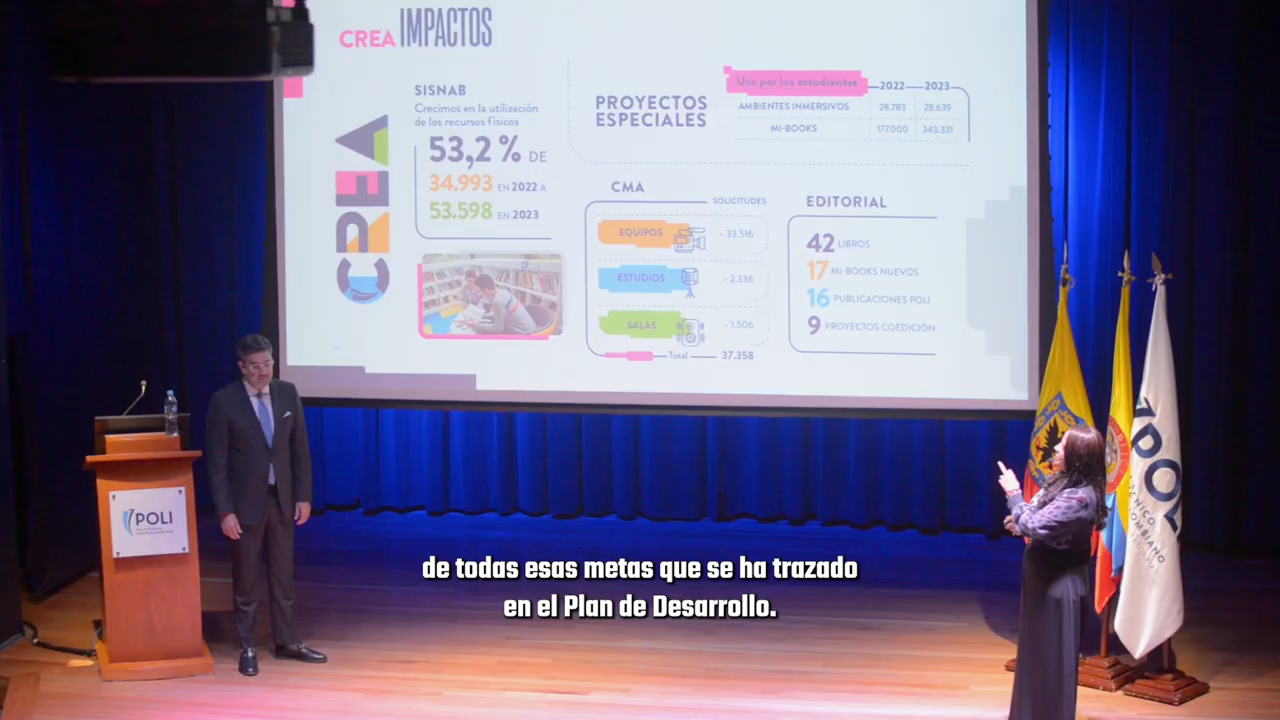 CREA IMPACTOS
CREA
SISNAB
Crecimos en la utilización
de los recursos físicos
53,2 % DE
34.993 EN 2022 A
53.598 EN 2023
PROYECTOS
ESPECIALES
Uso por los estudiantes 2022 2023
AMBIENTES INMERSIVOS 28.783 28.639
MI-BOOKS 177.000 343.331
CMA
SOLICITUDES
EQUIPOS - 33.516
ESTUDIOS - 2.336
SALAS - 1.506
Total 37.358
EDITORIAL
42 LIBROS
17 MI-BOOKS NUEVOS
16 PUBLICACIONES POLI
9 PROYECTOS COEDICIÓN
POLI
de todas esas metas que se ha trazado
en el Plan de Desarrollo.